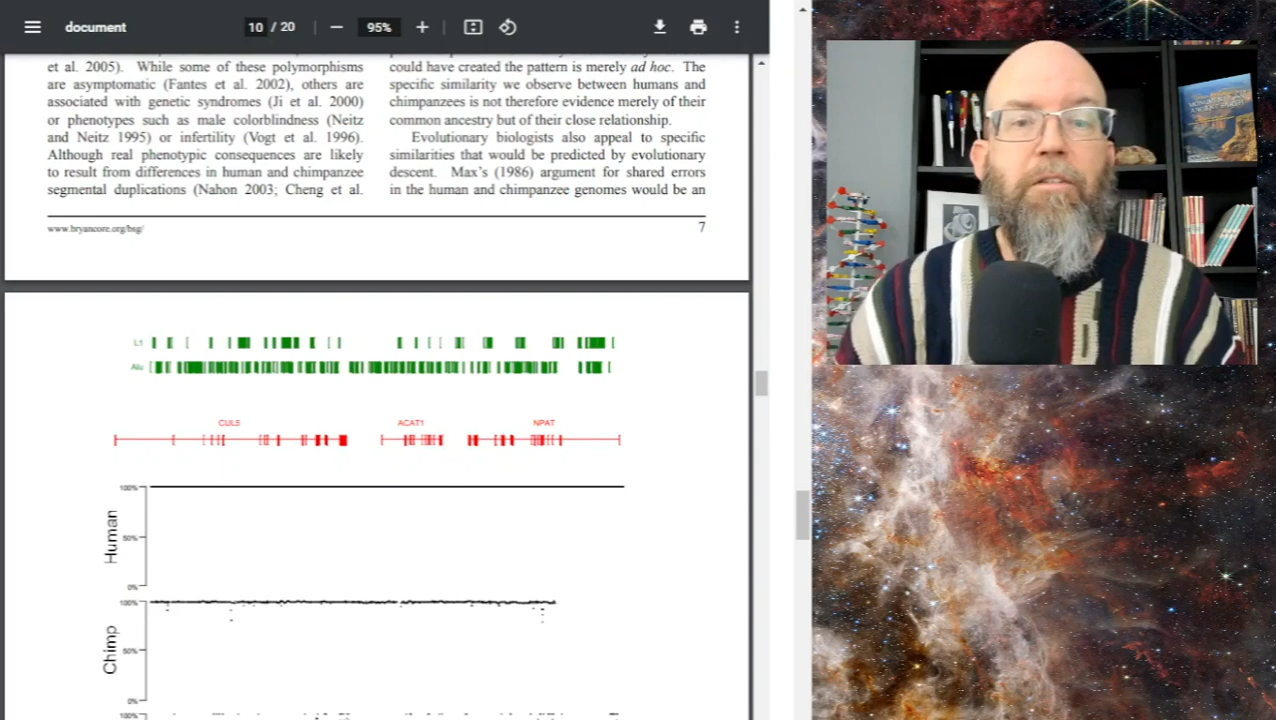 document
10 / 20
95%
et al. 2005). While some of these polymorphisms
are asymptomatic (Fantes et al. 2002), others are
associated with genetic syndromes (Ji et al. 2000)
or phenotypes such as male colorblindness (Neitz
and Neitz 1995) or infertility (Vogt et al. 1996).
Although real phenotypic consequences are likely
to result from differences in human and chimpanzee
segmental duplications (Nahon 2003; Cheng et al.
could have created the pattern is merely ad hoc. The
specific similarity we observe between humans and
chimpanzees is not therefore evidence merely of their
common ancestry but of their close relationship.
Evolutionary biologists also appeal to specific
similarities that would be predicted by evolutionary
descent. Max's (1986) argument for shared errors
in the human and chimpanzee genomes would be an
www.bryancore.org/bsg/
7
L1
Alu
CUL5
ACAT1
NPAT
100%
50%
0%
Human
100%
50%
0%
Chimp
100%